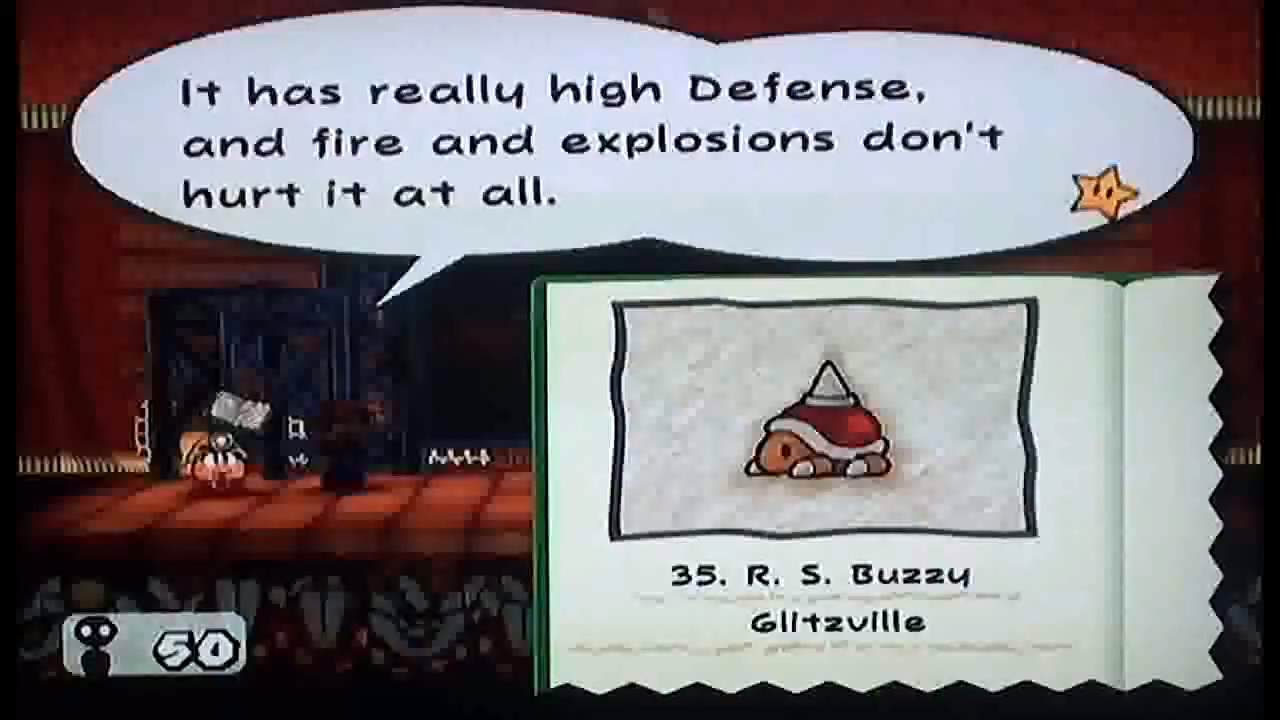 It has really high Defense,
and fire and explosions don't
hurt it at all.
35. R. S. Buzzy
Glitzville
50